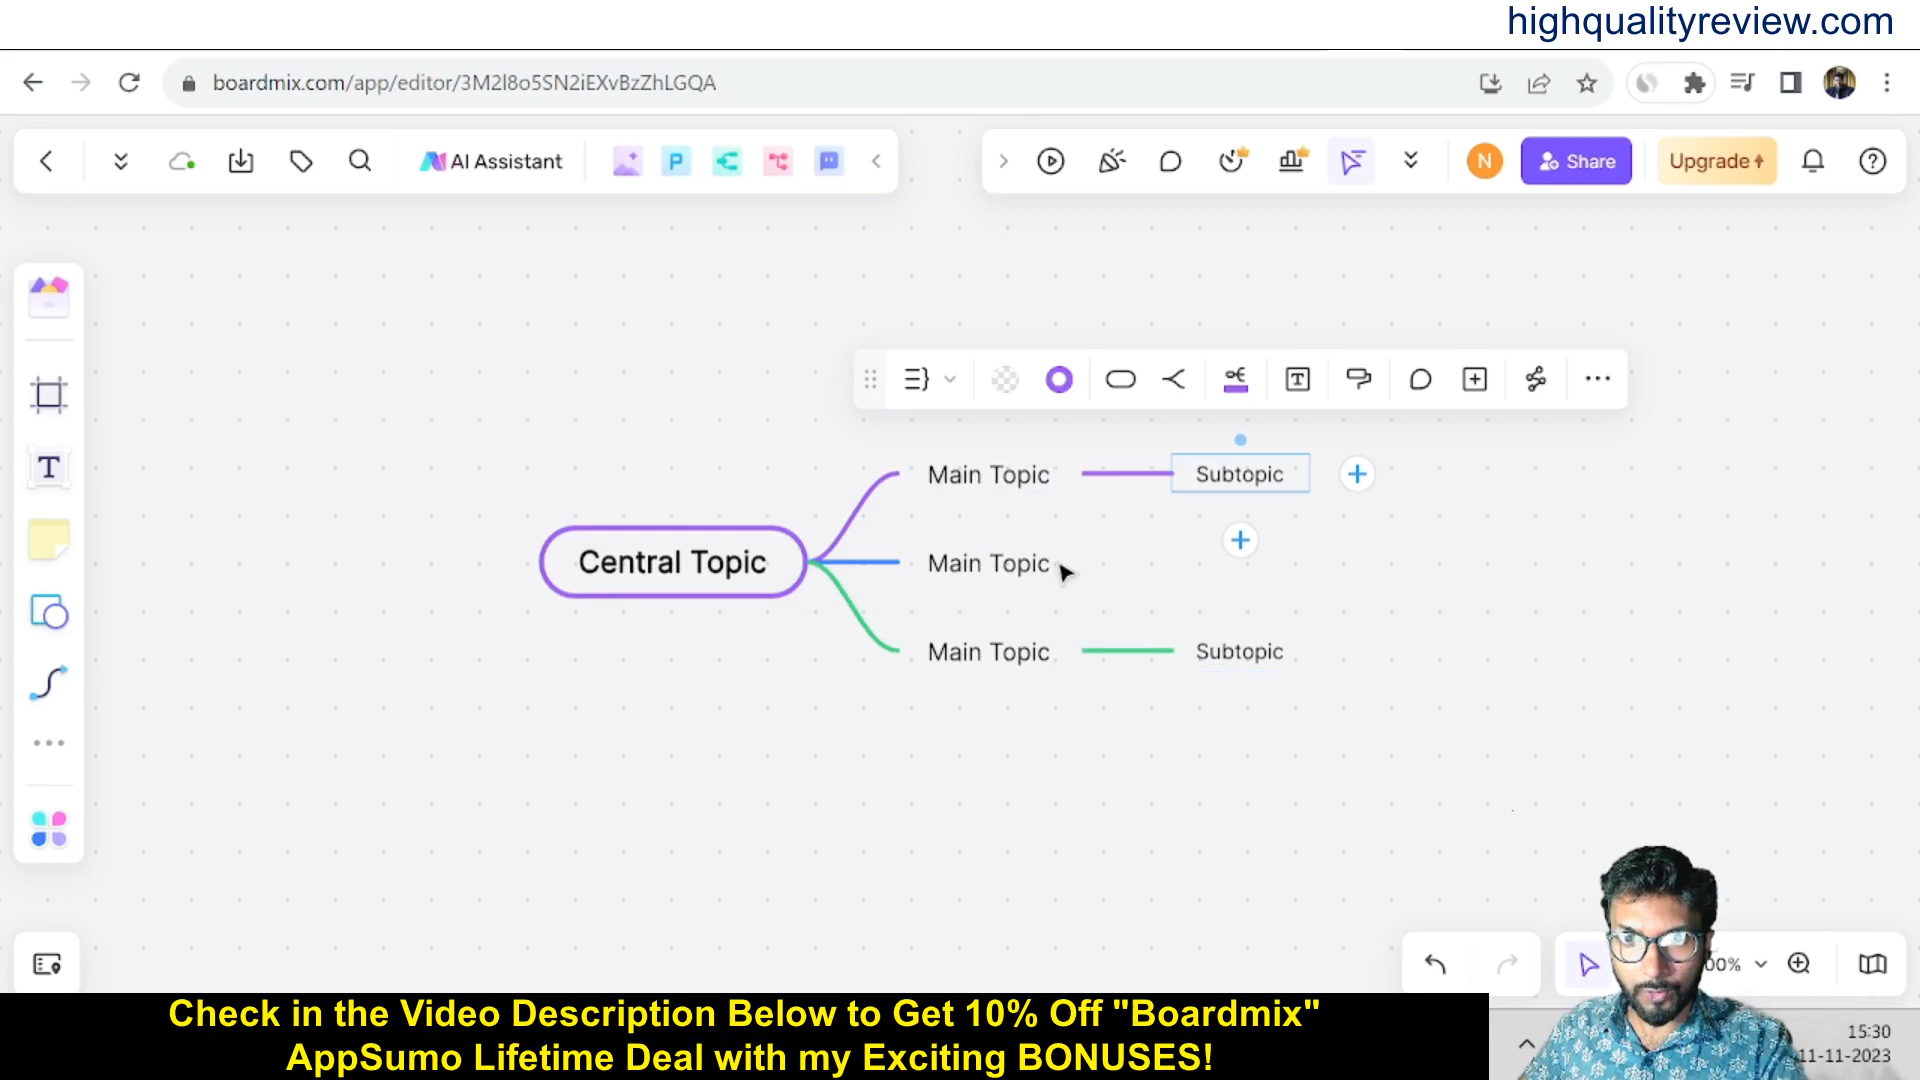 highqualityreview.com
boardmix.com/app/editor/3M2l8o5SN2iEXvBzZhLGQA
AI Assistant
P
N
Share
Upgrade
T
T
Main Topic
Subtopic
Central Topic
Main Topic
Main Topic
Subtopic
00%
Check in the Video Description Below to Get 10% Off "Boardmix"
AppSumo Lifetime Deal with my Exciting BONUSES!
15:30
11-11-2023